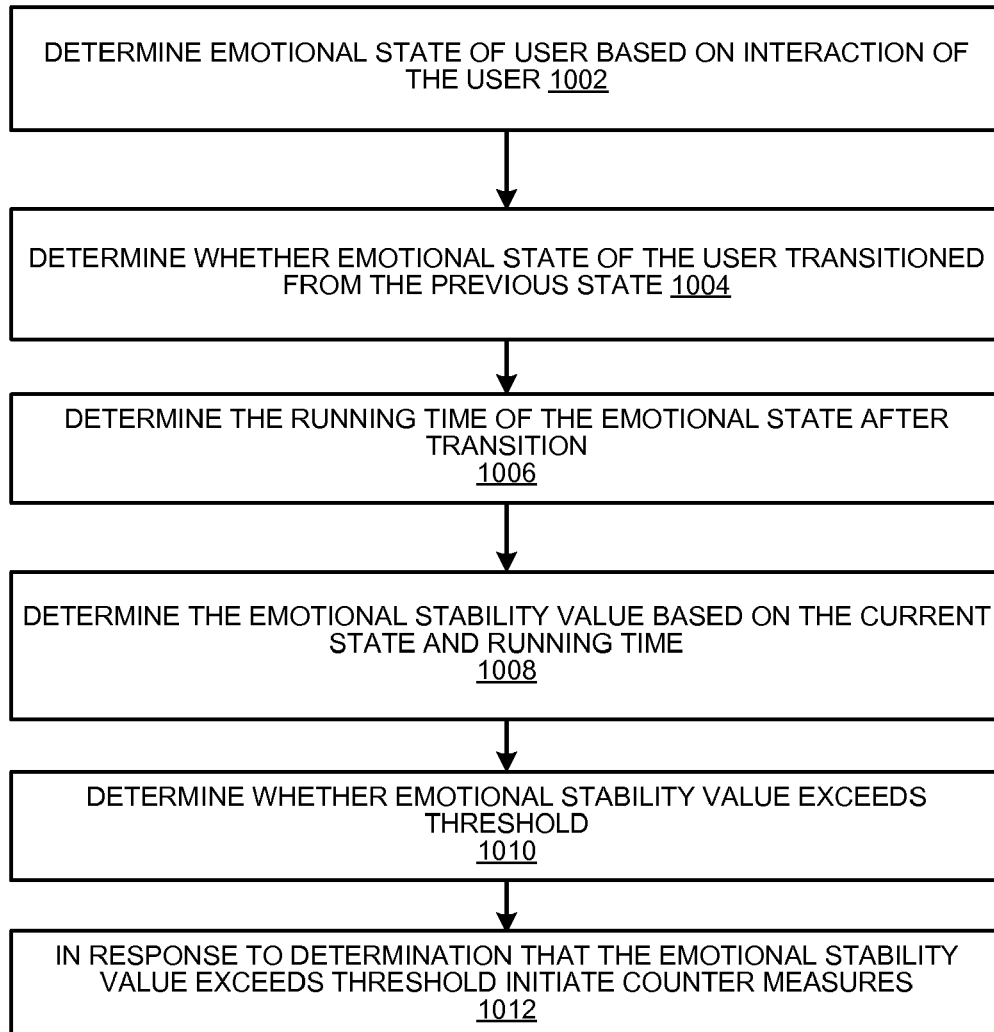 DETERMINE EMOTIONAL STATE OF USER BASED ON INTERACTION OF
THE USER 1002
DETERMINE WHETHER EMOTIONAL STATE OF THE USER TRANSITIONED
FROM THE PREVIOUS STATE 1004
DETERMINE THE RUNNING TIME OF THE EMOTIONAL STATE AFTER
TRANSITION
1006
DETERMINE THE EMOTIONAL STABILITY VALUE BASED ON THE CURRENT
STATE AND RUNNING TIME
1008
DETERMINE WHETHER EMOTIONAL STABILITY VALUE EXCEEDS
THRESHOLD
1010
IN RESPONSE TO DETERMINATION THAT THE EMOTIONAL STABILITY
VALUE EXCEEDS THRESHOLD INITIATE COUNTER MEASURES
1012